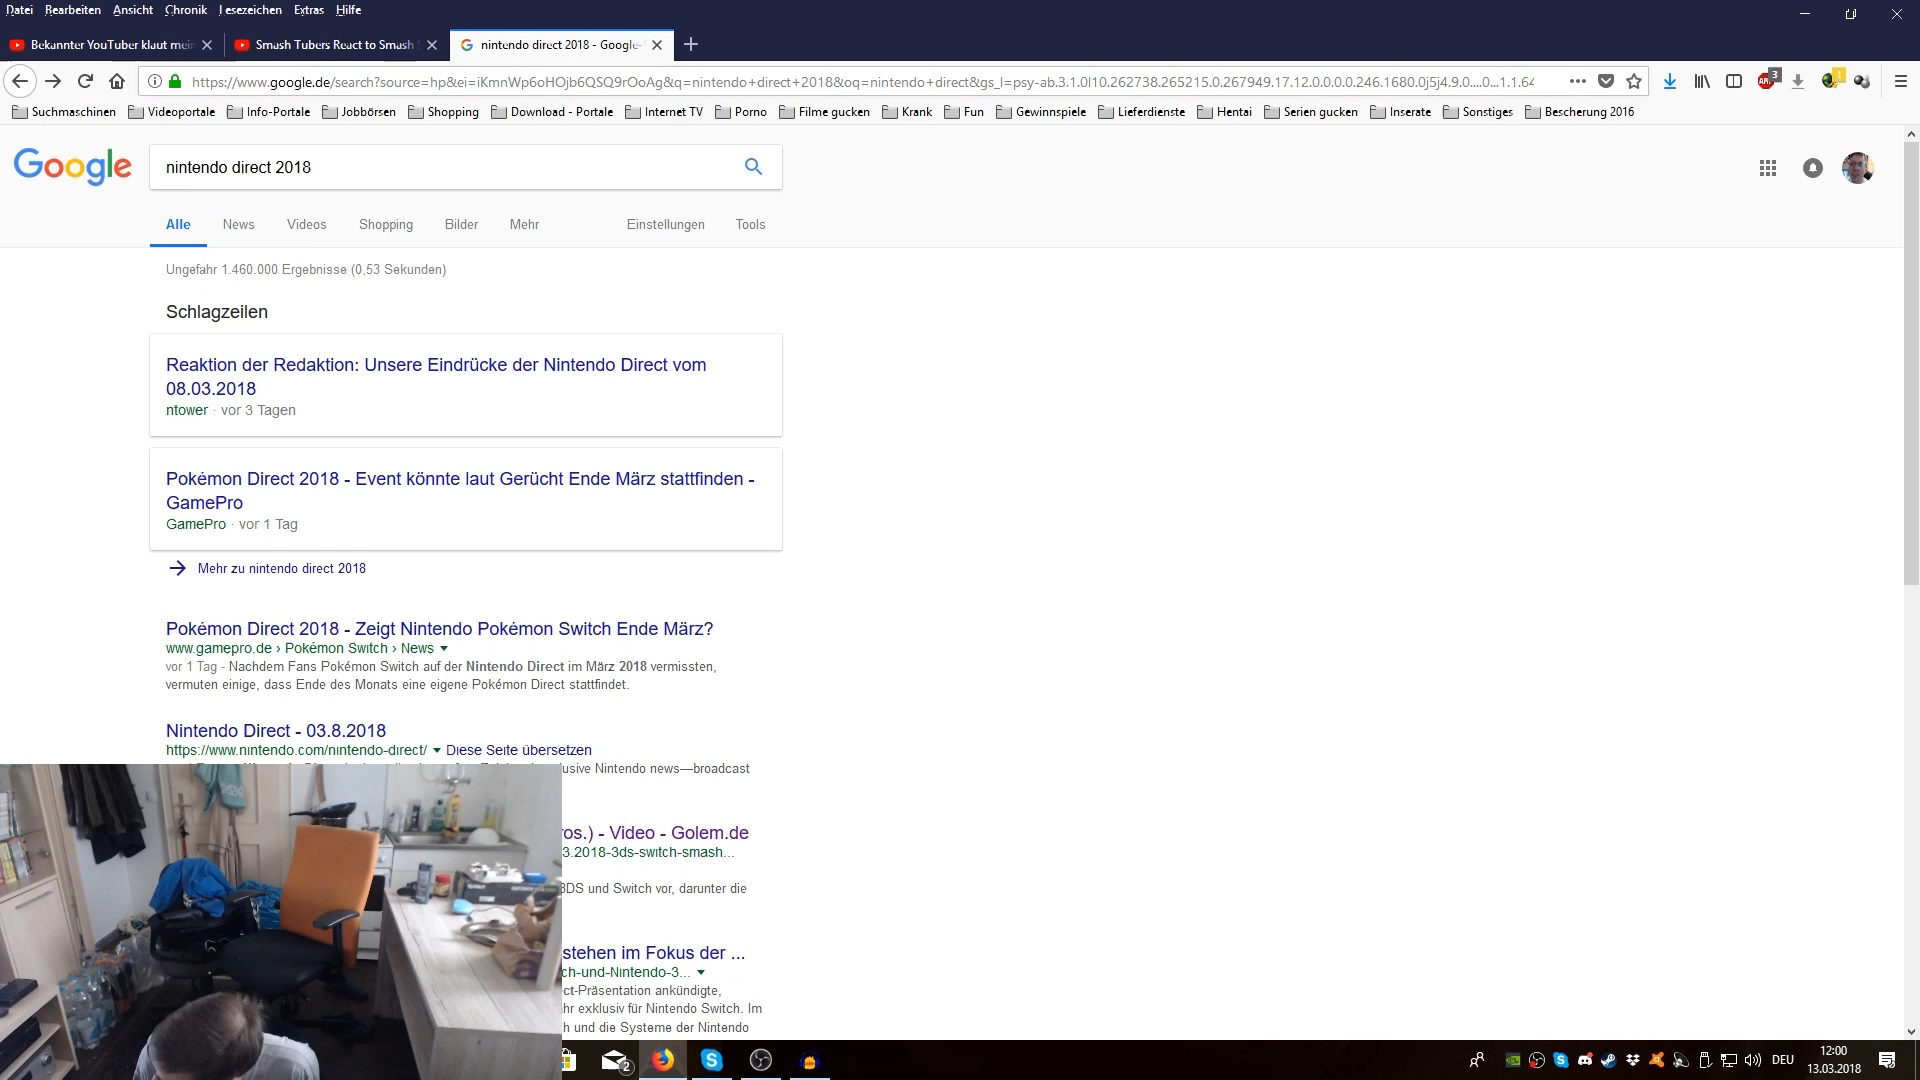 Datei Bearbeiten Ansicht Chronik Lesezeichen Extras Hilfe
Bekannter YouTuber klaut mein
Smash Tubers React to Smash
nintendo direct 2018 - Google-
https://www.google.de/search?source=hp&ei=iKmnWp6oHOjb6QSQ9rOoAg&q=nintendo+direct+2018&oq=nintendo+direct&gs_l=psy-ab.3.1.0l10.262738.265215.0.267949.17.12.0.0.0.0.246.1680.0j5j4.9.0....0...1.1.64
3
1
Suchmaschinen Videoportale Info-Portale Jobbörsen Shopping Download - Portale Internet TV Porno Filme gucken Krank Fun Gewinnspiele Lieferdienste Hentai Serien gucken Inserate Sonstiges Bescherung 2016
Google
nintendo direct 2018
Alle News Videos Shopping Bilder Mehr Einstellungen Tools
Ungefähr 1.460.000 Ergebnisse (0,53 Sekunden)
Schlagzeilen
Reaktion der Redaktion: Unsere Eindrücke der Nintendo Direct vom
08.03.2018
ntower · vor 3 Tagen
Pokémon Direct 2018 - Event könnte laut Gerücht Ende März stattfinden -
GamePro
GamePro · vor 1 Tag
Mehr zu nintendo direct 2018
Pokémon Direct 2018 - Zeigt Nintendo Pokémon Switch Ende März?
www.gamepro.de › Pokémon Switch › News
vor 1 Tag - Nachdem Fans Pokémon Switch auf der Nintendo Direct im März 2018 vermissten,
vermuten einige, dass Ende des Monats eine eigene Pokémon Direct stattfindet.
Nintendo Direct - 03.8.2018
https://www.nintendo.com/nintendo-direct/ Diese Seite übersetzen
lusive Nintendo news—broadcast
ros.) - Video - Golem.de
3.2018-3ds-switch-smash...
3DS und Switch vor, darunter die
stehen im Fokus der ...
ch-und-Nintendo-3...
ct-Präsentation ankündigte,
hr exklusiv für Nintendo Switch. Im
h und die Systeme der Nintendo
2
DEU
12:00
13.03.2018